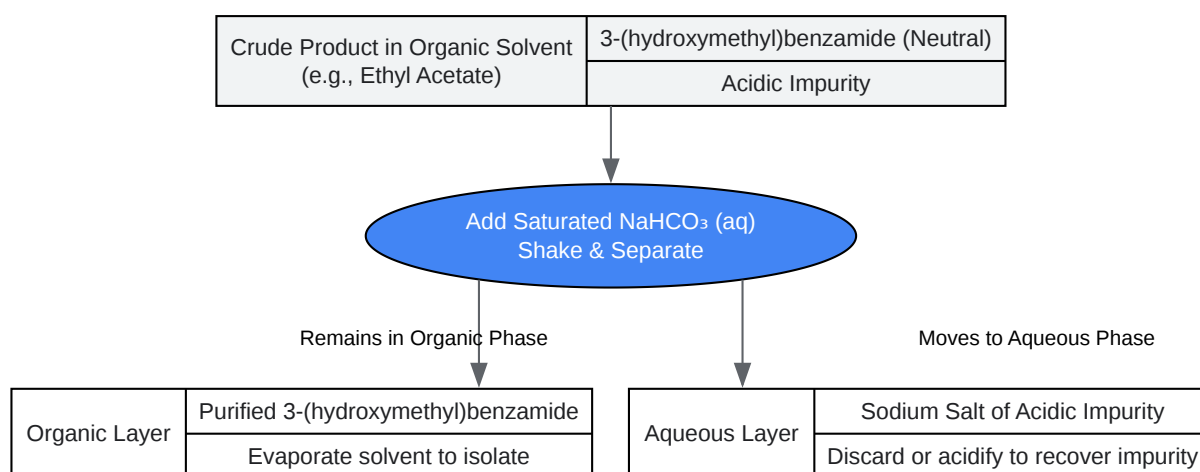 Crude Product in Organic Solvent
(e.g., Ethyl Acetate)
3-(hydroxymethyl)benzamide (Neutral)
Acidic Impurity
Add Saturated NaHCO₃ (aq)
Shake & Separate
Remains in Organic Phase
Moves to Aqueous Phase
Organic Layer
Purified 3-(hydroxymethyl)benzamide
Evaporate solvent to isolate
Aqueous Layer
Sodium Salt of Acidic Impurity
Discard or acidify to recover impurity